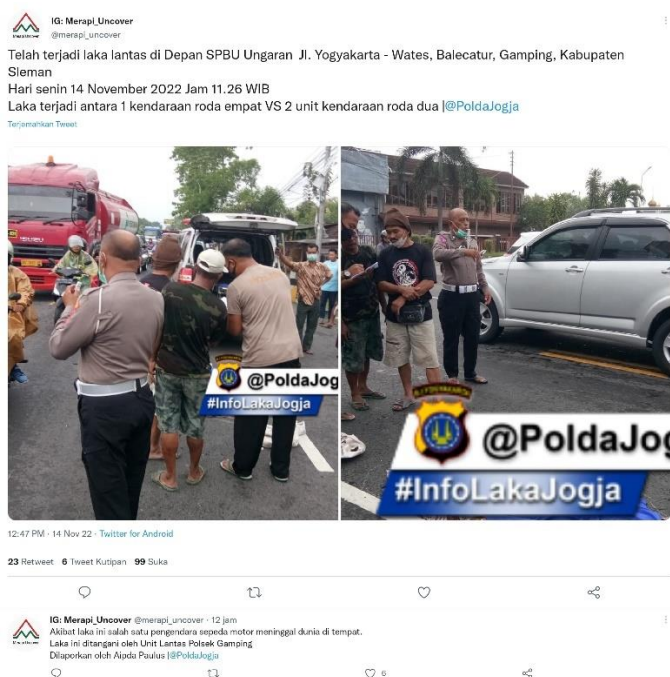 IG: Merapi_Uncover
@merapi_uncover
Telah terjadi laka lantas di Depan SPBU Ungaran Jl. Yogyakarta - Wates, Balecatur, Gamping, Kabupaten
Sleman
Hari senin 14 November 2022 Jam 11.26 WIB
Laka terjadi antara 1 kendaraan roda empat VS 2 unit kendaraan roda dua |@PoldaJogja
Terjemahkan Tweet
@PoldaJog
#InfoLakaJogja
@PoldaJog
#InfoLakaJogja
12:47 PM · 14 Nov 22 · Twitter for Android
23 Retweet 6 Tweet Kutipan 99 Suka
IG: Merapi_Uncover @merapi_uncover · 12 jam
Akibat laka ini salah satu pengendara sepeda motor meninggal dunia di tempat.
Laka ini ditangani oleh Unit Lantas Polsek Gamping
Dilaporkan oleh Aipda Paulus |@PoldaJogja
6